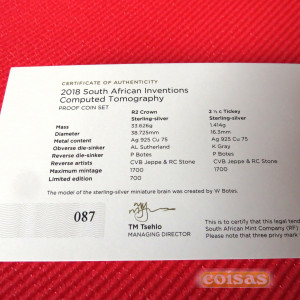 CERTIFICATE OF AUTHENTICITY
2018 South African Inventions
Computed Tomography
PROOF COIN SET
R2 Crown 2 ½ c Tickey
Sterling-silver Sterling-silver
Mass 33.626g 1.414g
Diameter 38.725mm 16.3mm
Metal content Ag 925 Cu 75 Ag 925 Cu 75
Obverse die-sinker AL Sutherland K Gray
Reverse die-sinker P Botes P Botes
Reverse artists CVB Jeppe & RC Stone CVB Jeppe & RC Stone
Maximum mintage 1700 1700
Limited edition 700
The model of the sterling-silver miniature brain was created by W Botes.
087
TM Tsehlo
MANAGING DIRECTOR
This is to certify that this legal tend
South African Mint Company (RF)
Please note that three privy mark
coisas